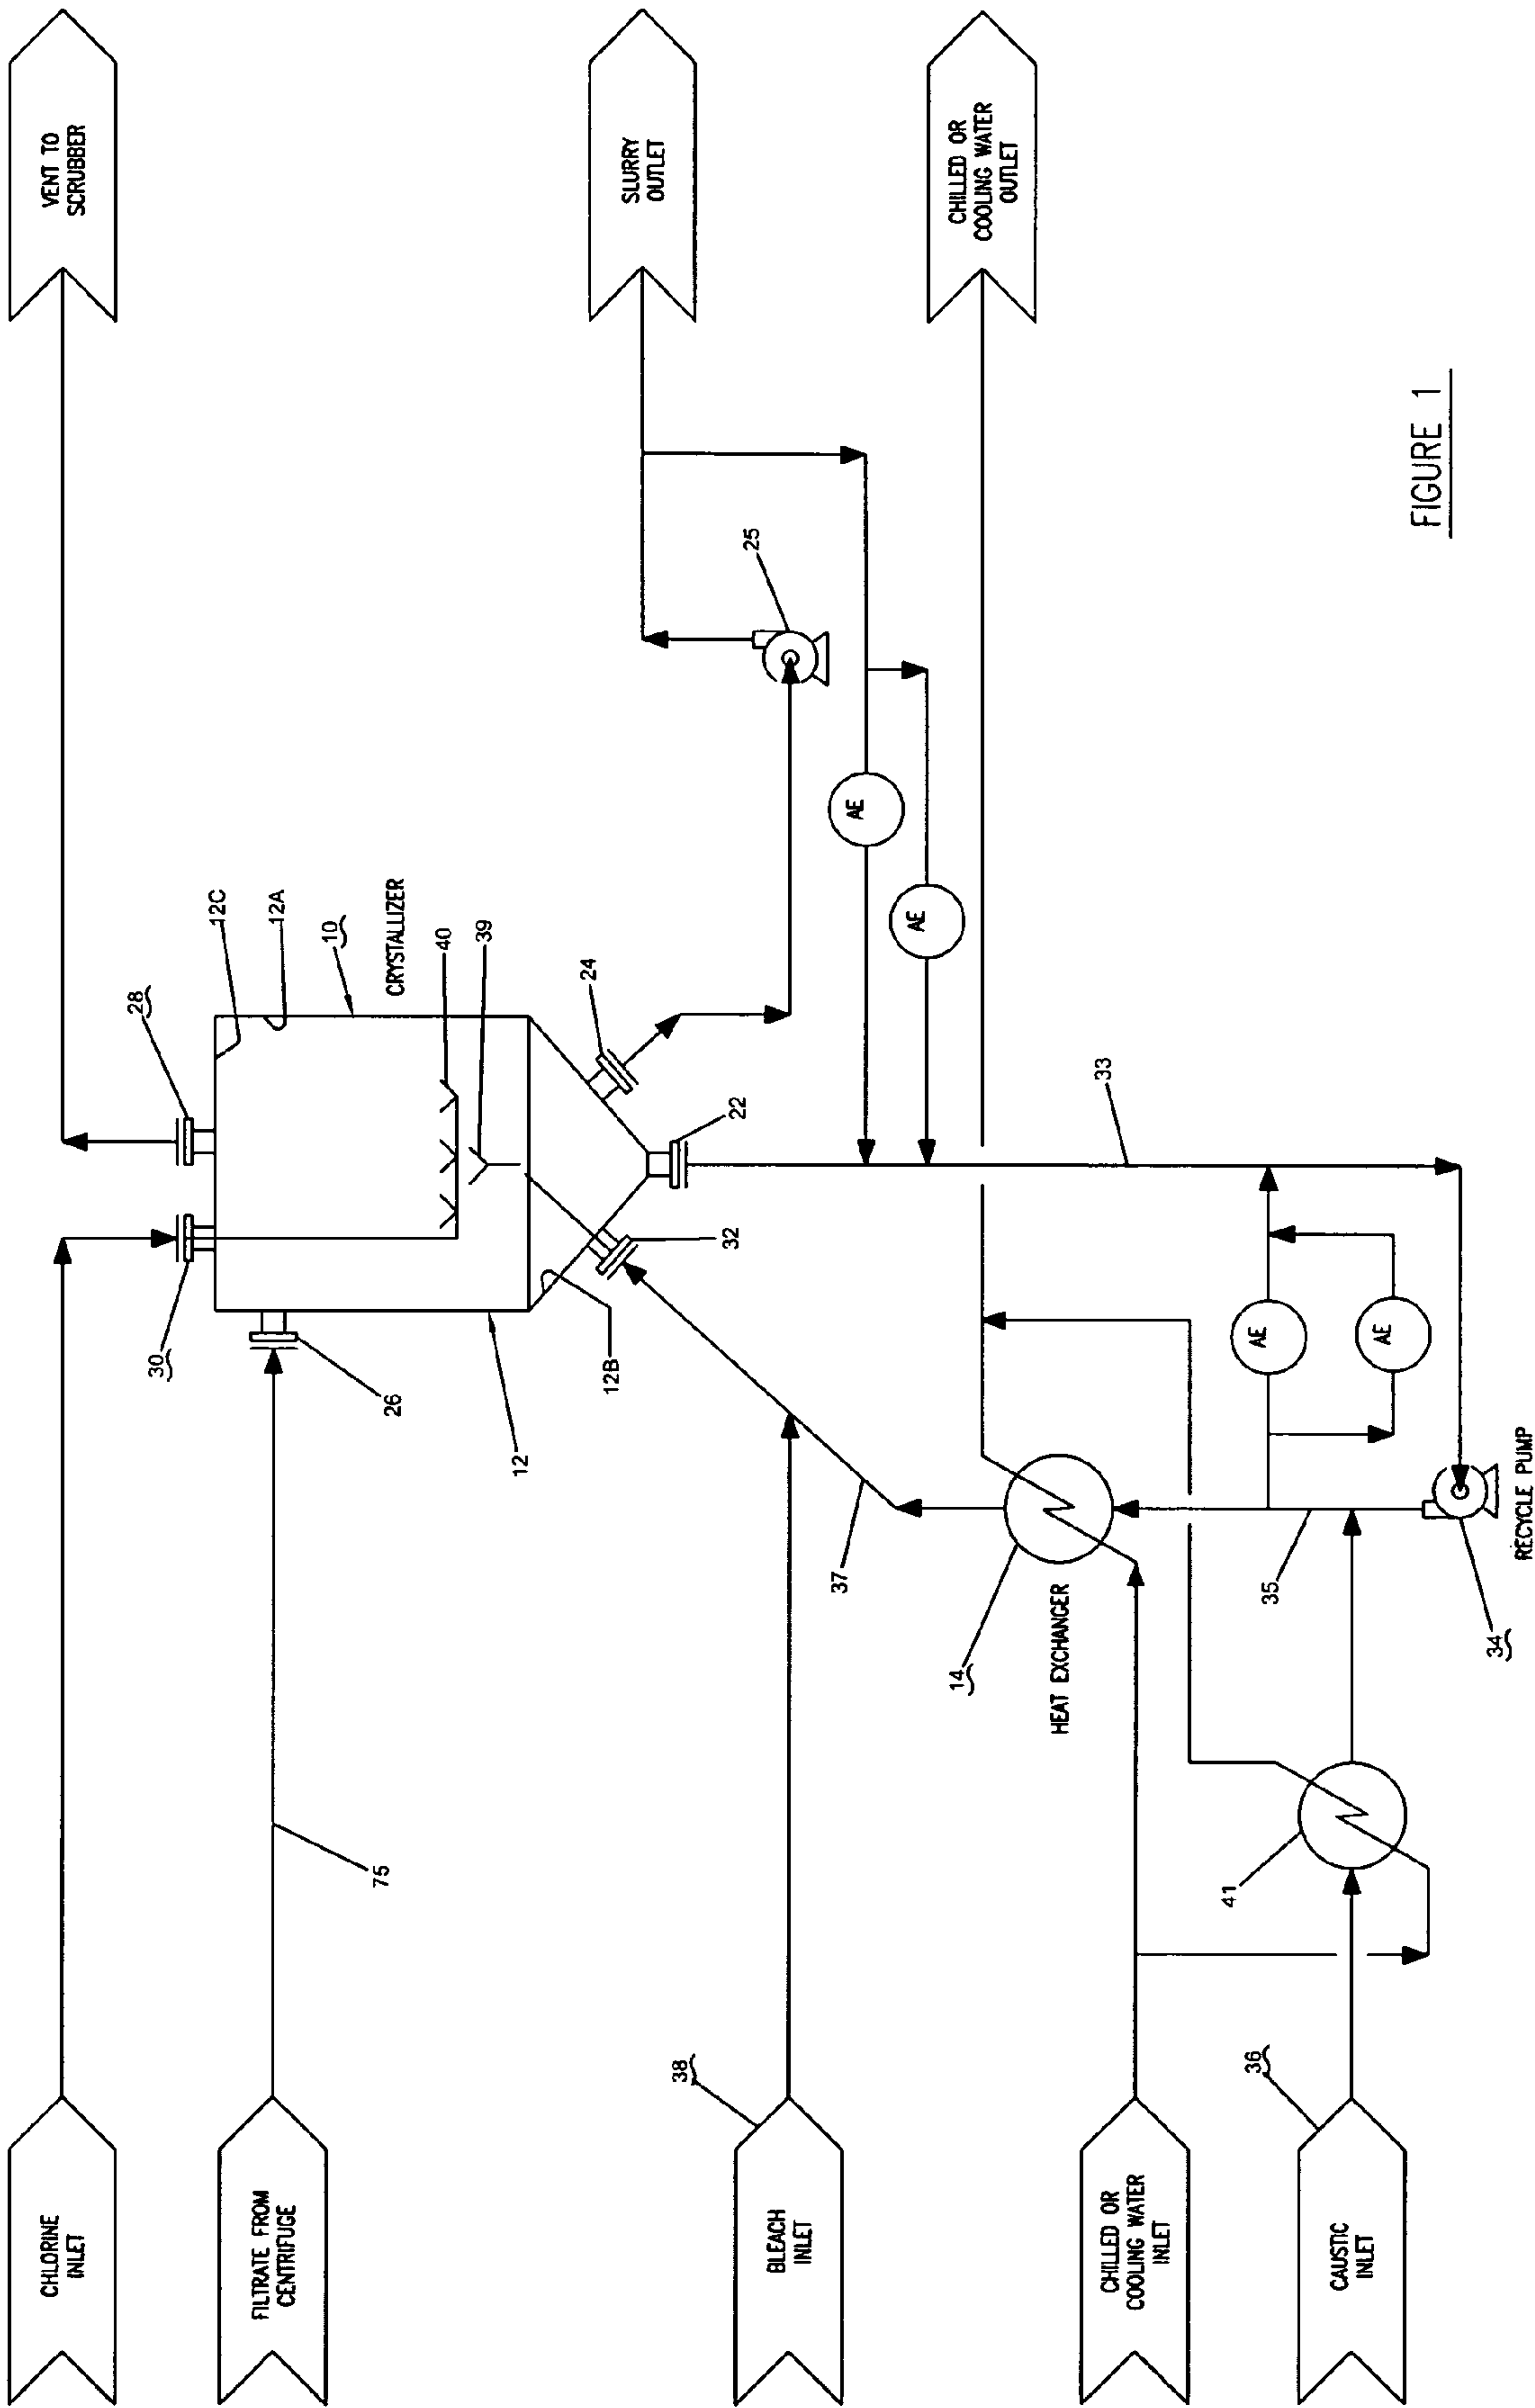 CHLORINE
INLET
FILTRATE FROM
CENTRIFUGE
BLEACH
INLET
CHILLED OR
COOLING WATER
INLET
CAUSTIC
INLET
VENT TO
SCRUBBER
SLURRY
OUTLET
CHILLED OR
COOLING WATER
OUTLET
30
28
12C
12A
10
CRYSTALLIZER
40
39
26
75
12
12B
32
22
24
25
AE
AE
33
38
37
14
HEAT EXCHANGER
AE
AE
35
41
36
34
RECYCLE PUMP
FIGURE 1